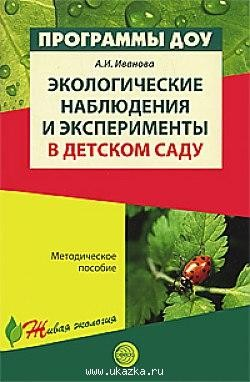 ПРОГРАММЫ ДОУ
А.И. Иванова
ЭКОЛОГИЧЕСКИЕ
НАБЛЮДЕНИЯ
И ЭКСПЕРИМЕНТЫ
В ДЕТСКОМ САДУ
Методическое
пособие
Живая экология
www.ukazka.ru